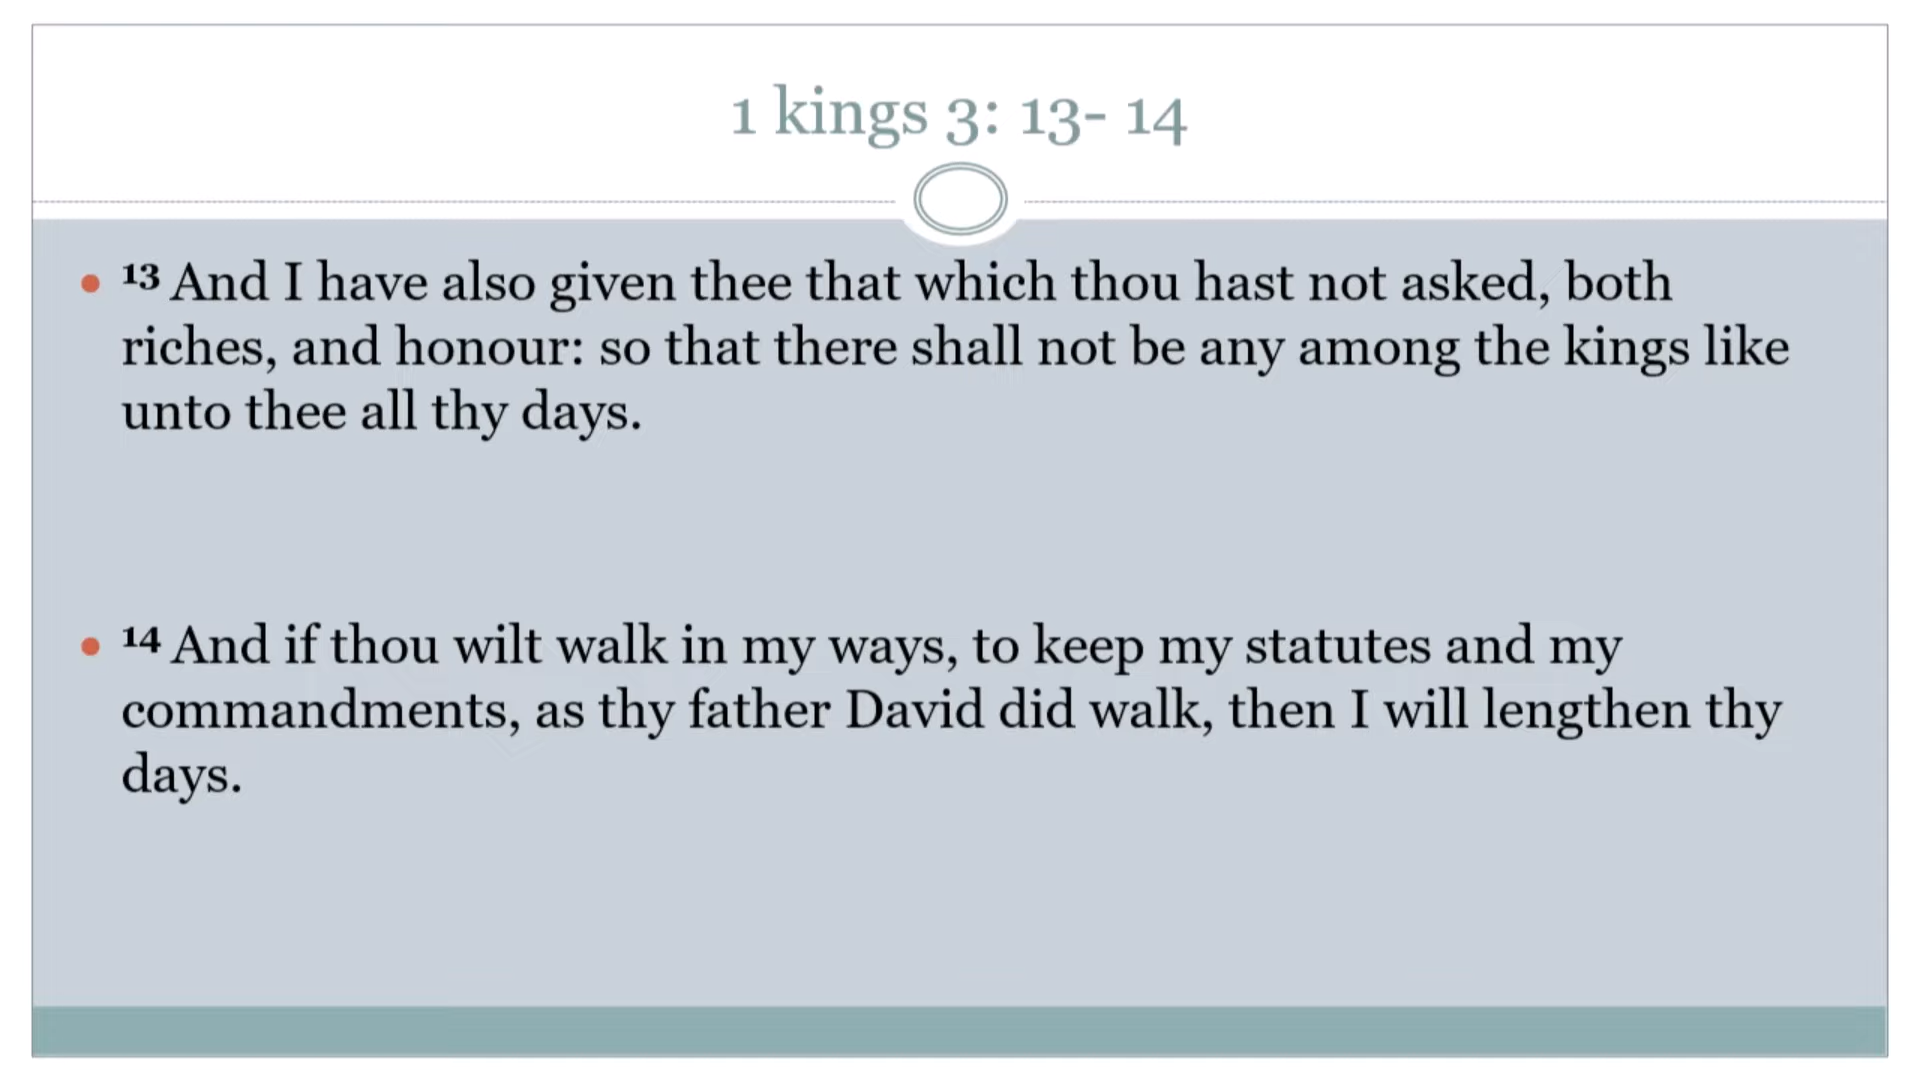 1 kings 3: 13- 14
• 13 And I have also given thee that which thou hast not asked, both
riches, and honour: so that there shall not be any among the kings like
unto thee all thy days.
• 14 And if thou wilt walk in my ways, to keep my statutes and my
commandments, as thy father David did walk, then I will lengthen thy
days.